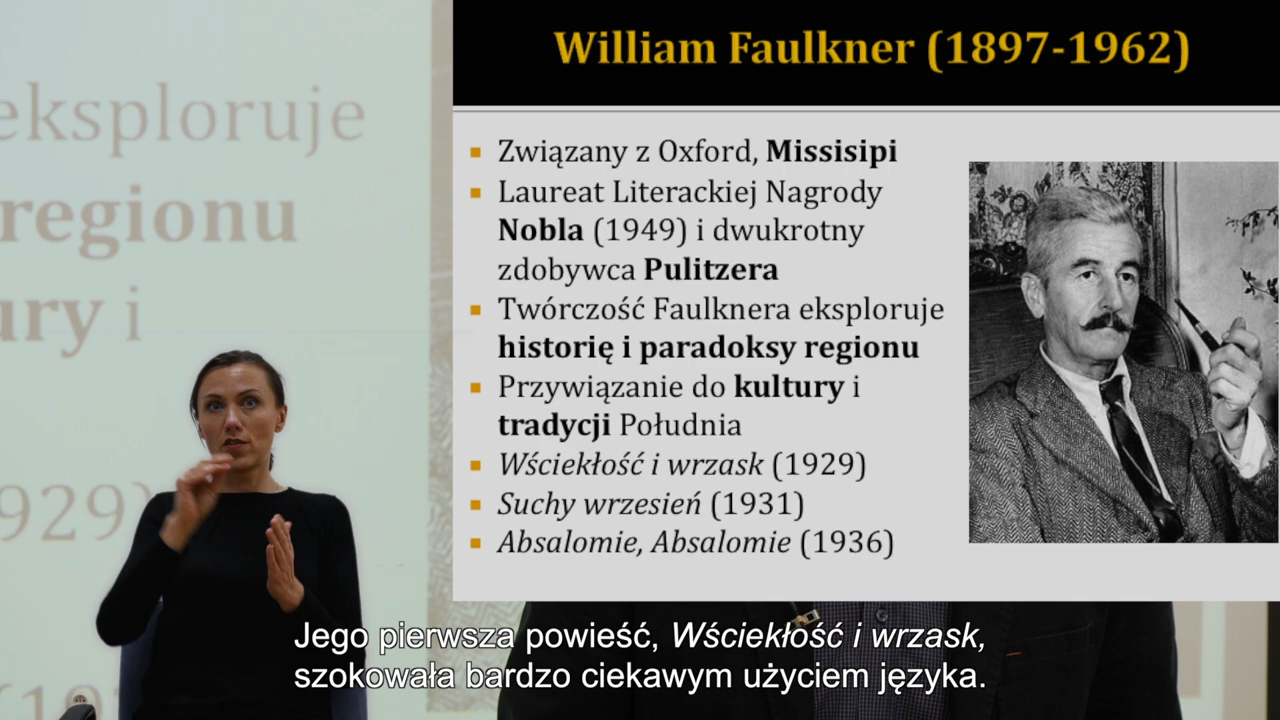 eksploruje
regionu
ury i
929)
(19
William Faulkner (1897-1962)
Związany z Oxford, Missisipi
Laureat Literackiej Nagrody
Nobla (1949) i dwukrotny
zdobywca Pulitzera
Twórczość Faulknera eksploruje
historię i paradoksy regionu
Przywiązanie do kultury i
tradycji Południa
Wściekłość i wrzask (1929)
Suchy wrzesień (1931)
Absalomie, Absalomie (1936)
Jego pierwsza powieść, Wściekłość i wrzask,
szokowała bardzo ciekawym użyciem języka.